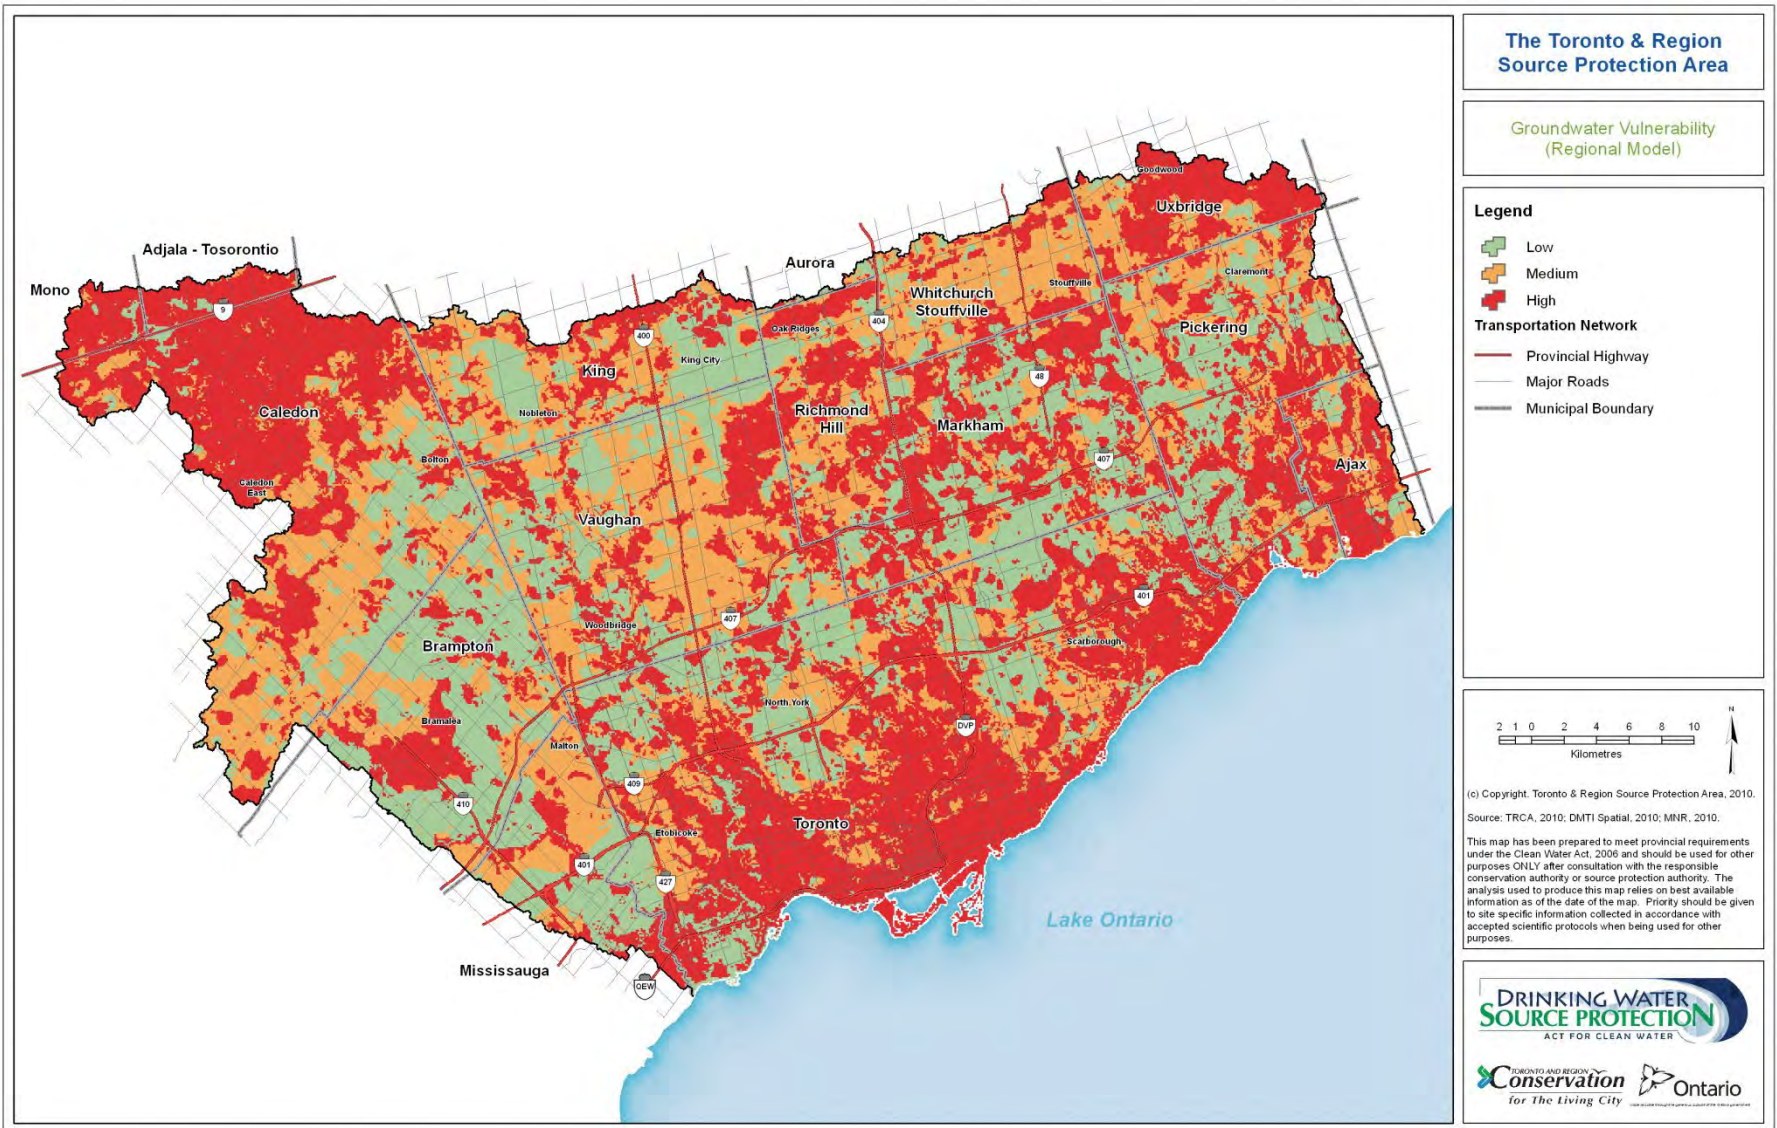 The Toronto & Region
Source Protection Area
Groundwater Vulnerability
(Regional Model)
Legend
Low
Medium
High
Transportation Network
Provincial Highway
Major Roads
Municipal Boundary
2 1 0 2 4 6 8 10
Kilometres
N
(c) Copyright. Toronto & Region Source Protection Area, 2010.
Source: TRCA, 2010; DMTI Spatial, 2010; MNR, 2010.
This map has been prepared to meet provincial requirements
under the Clean Water Act, 2006 and should be used for other
purposes ONLY after consultation with the responsible
conservation authority or source protection authority. The
analysis used to produce this map relies on best available
information as of the date of the map. Priority should be given
to site specific information collected in accordance with
accepted scientific protocols when being used for other
purposes.
DRINKING WATER
SOURCE PROTECTION
ACT FOR CLEAN WATER
TORONTO AND REGION
Conservation
for The Living City
Ontario
Goodwood
Uxbridge
Adjala - Tosorontio
Aurora
Mono
Claremont
Stouffville
Whitchurch
Stouffville
9
404
Oak Ridges
Pickering
400
King City
King
48
Caledon
Nobleton
Richmond
Hill
Markham
Bolton
407
Ajax
Caledon
East
Vaughan
401
407
Woodbridge
Scarborough
Brampton
North York
Bramalea
DVP
Malton
409
410
Etobicoke
Toronto
401
427
Lake Ontario
Mississauga
QEW